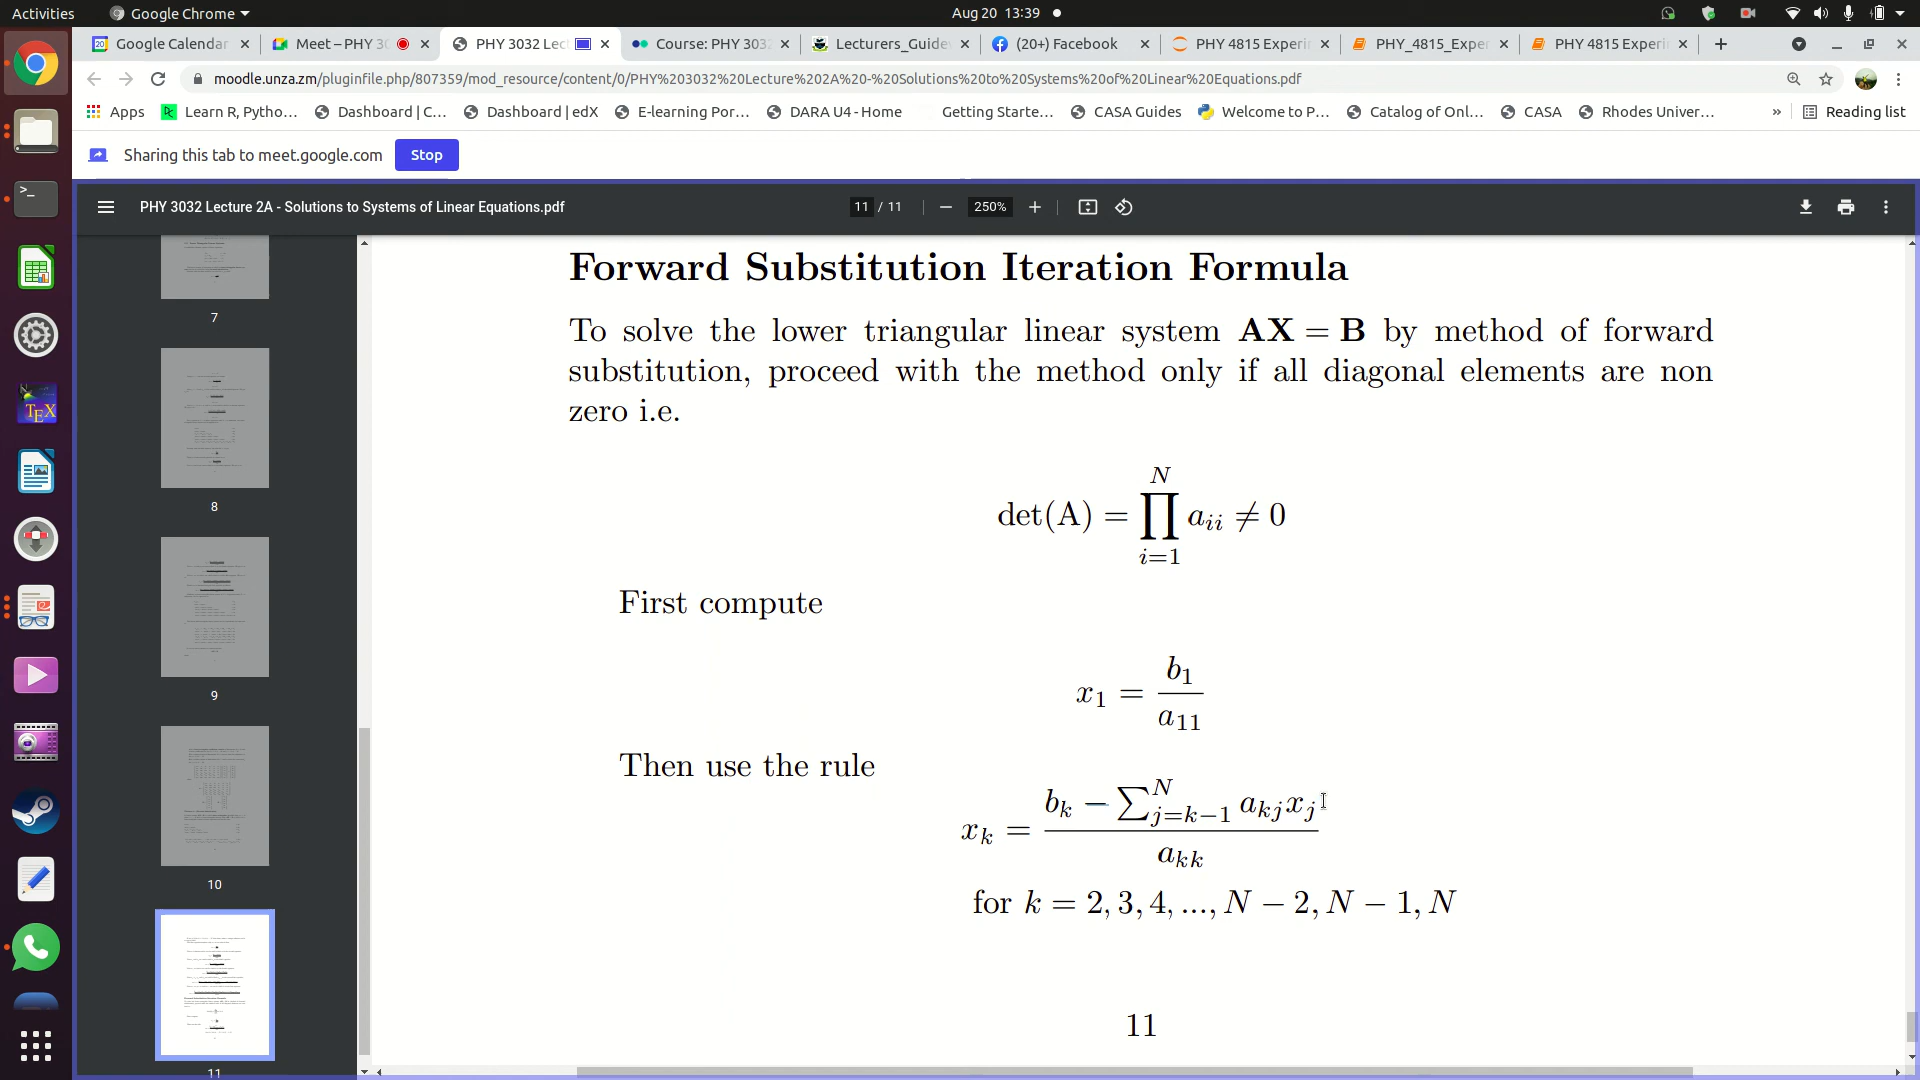 Activities Google Chrome Aug 20 13:39
Google Calendar Meet – PHY 30 PHY 3032 Lect Course: PHY 303 Lecturers_Guide (20+) Facebook PHY 4815 Experi PHY_4815_Expe PHY 4815 Experi
moodle.unza.zm/pluginfile.php/807359/mod_resource/content/0/PHY%203032%20Lecture%202A%20-%20Solutions%20to%20Systems%20of%20Linear%20Equations.pdf
Apps Learn R, Pytho... Dashboard | C... Dashboard | edX E-learning Por... DARA U4 - Home Getting Starte... CASA Guides Welcome to P... Catalog of Onl... CASA Rhodes Univer... » Reading list
Sharing this tab to meet.google.com Stop
PHY 3032 Lecture 2A - Solutions to Systems of Linear Equations.pdf 11 / 11 250%
7
8
9
10
11
Forward Substitution Iteration Formula
To solve the lower triangular linear system AX = B by method of forward
substitution, proceed with the method only if all diagonal elements are non
zero i.e.
det(A) = ∏_{i=1}^{N} a_{ii} ≠ 0
First compute
x_1 = b_1 / a_{11}
Then use the rule
x_k = (b_k − ∑_{j=k−1}^{N} a_{kj}x_j) / a_{kk}
for k = 2, 3, 4, ..., N − 2, N − 1, N
11